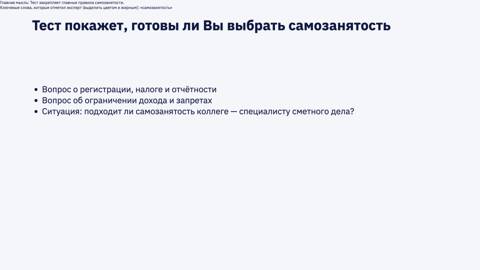 Главная мысль: Тест закрепляет главные правила самозанятости.
Ключевые слова, которые отметил эксперт (выделить цветом и жирным): «самозанятость»
Тест покажет, готовы ли Вы выбрать самозанятость
• Вопрос о регистрации, налоге и отчётности
• Вопрос об ограничении дохода и запретах
• Ситуация: подходит ли самозанятость коллеге — специалисту сметного дела?